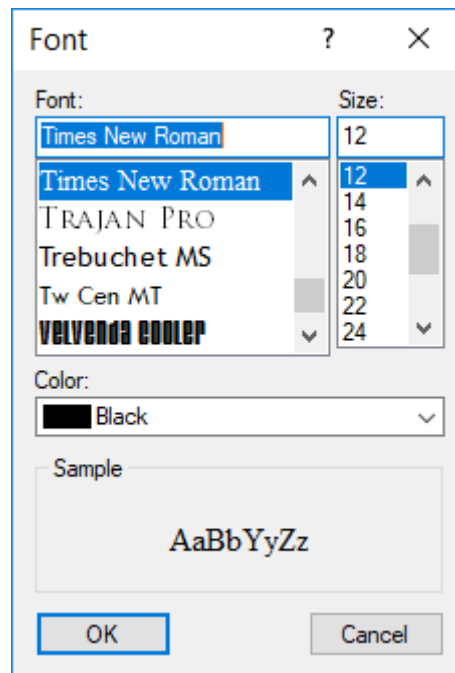 Font ?
Font: Size:
Times New Roman 12
Times New Roman 12
Trajan Pro 14
Trebuchet MS 16
Tw Cen MT 18
Velvenda Cooler 20
22
24
Color:
Black
Sample
AaBbYyZz
OK Cancel